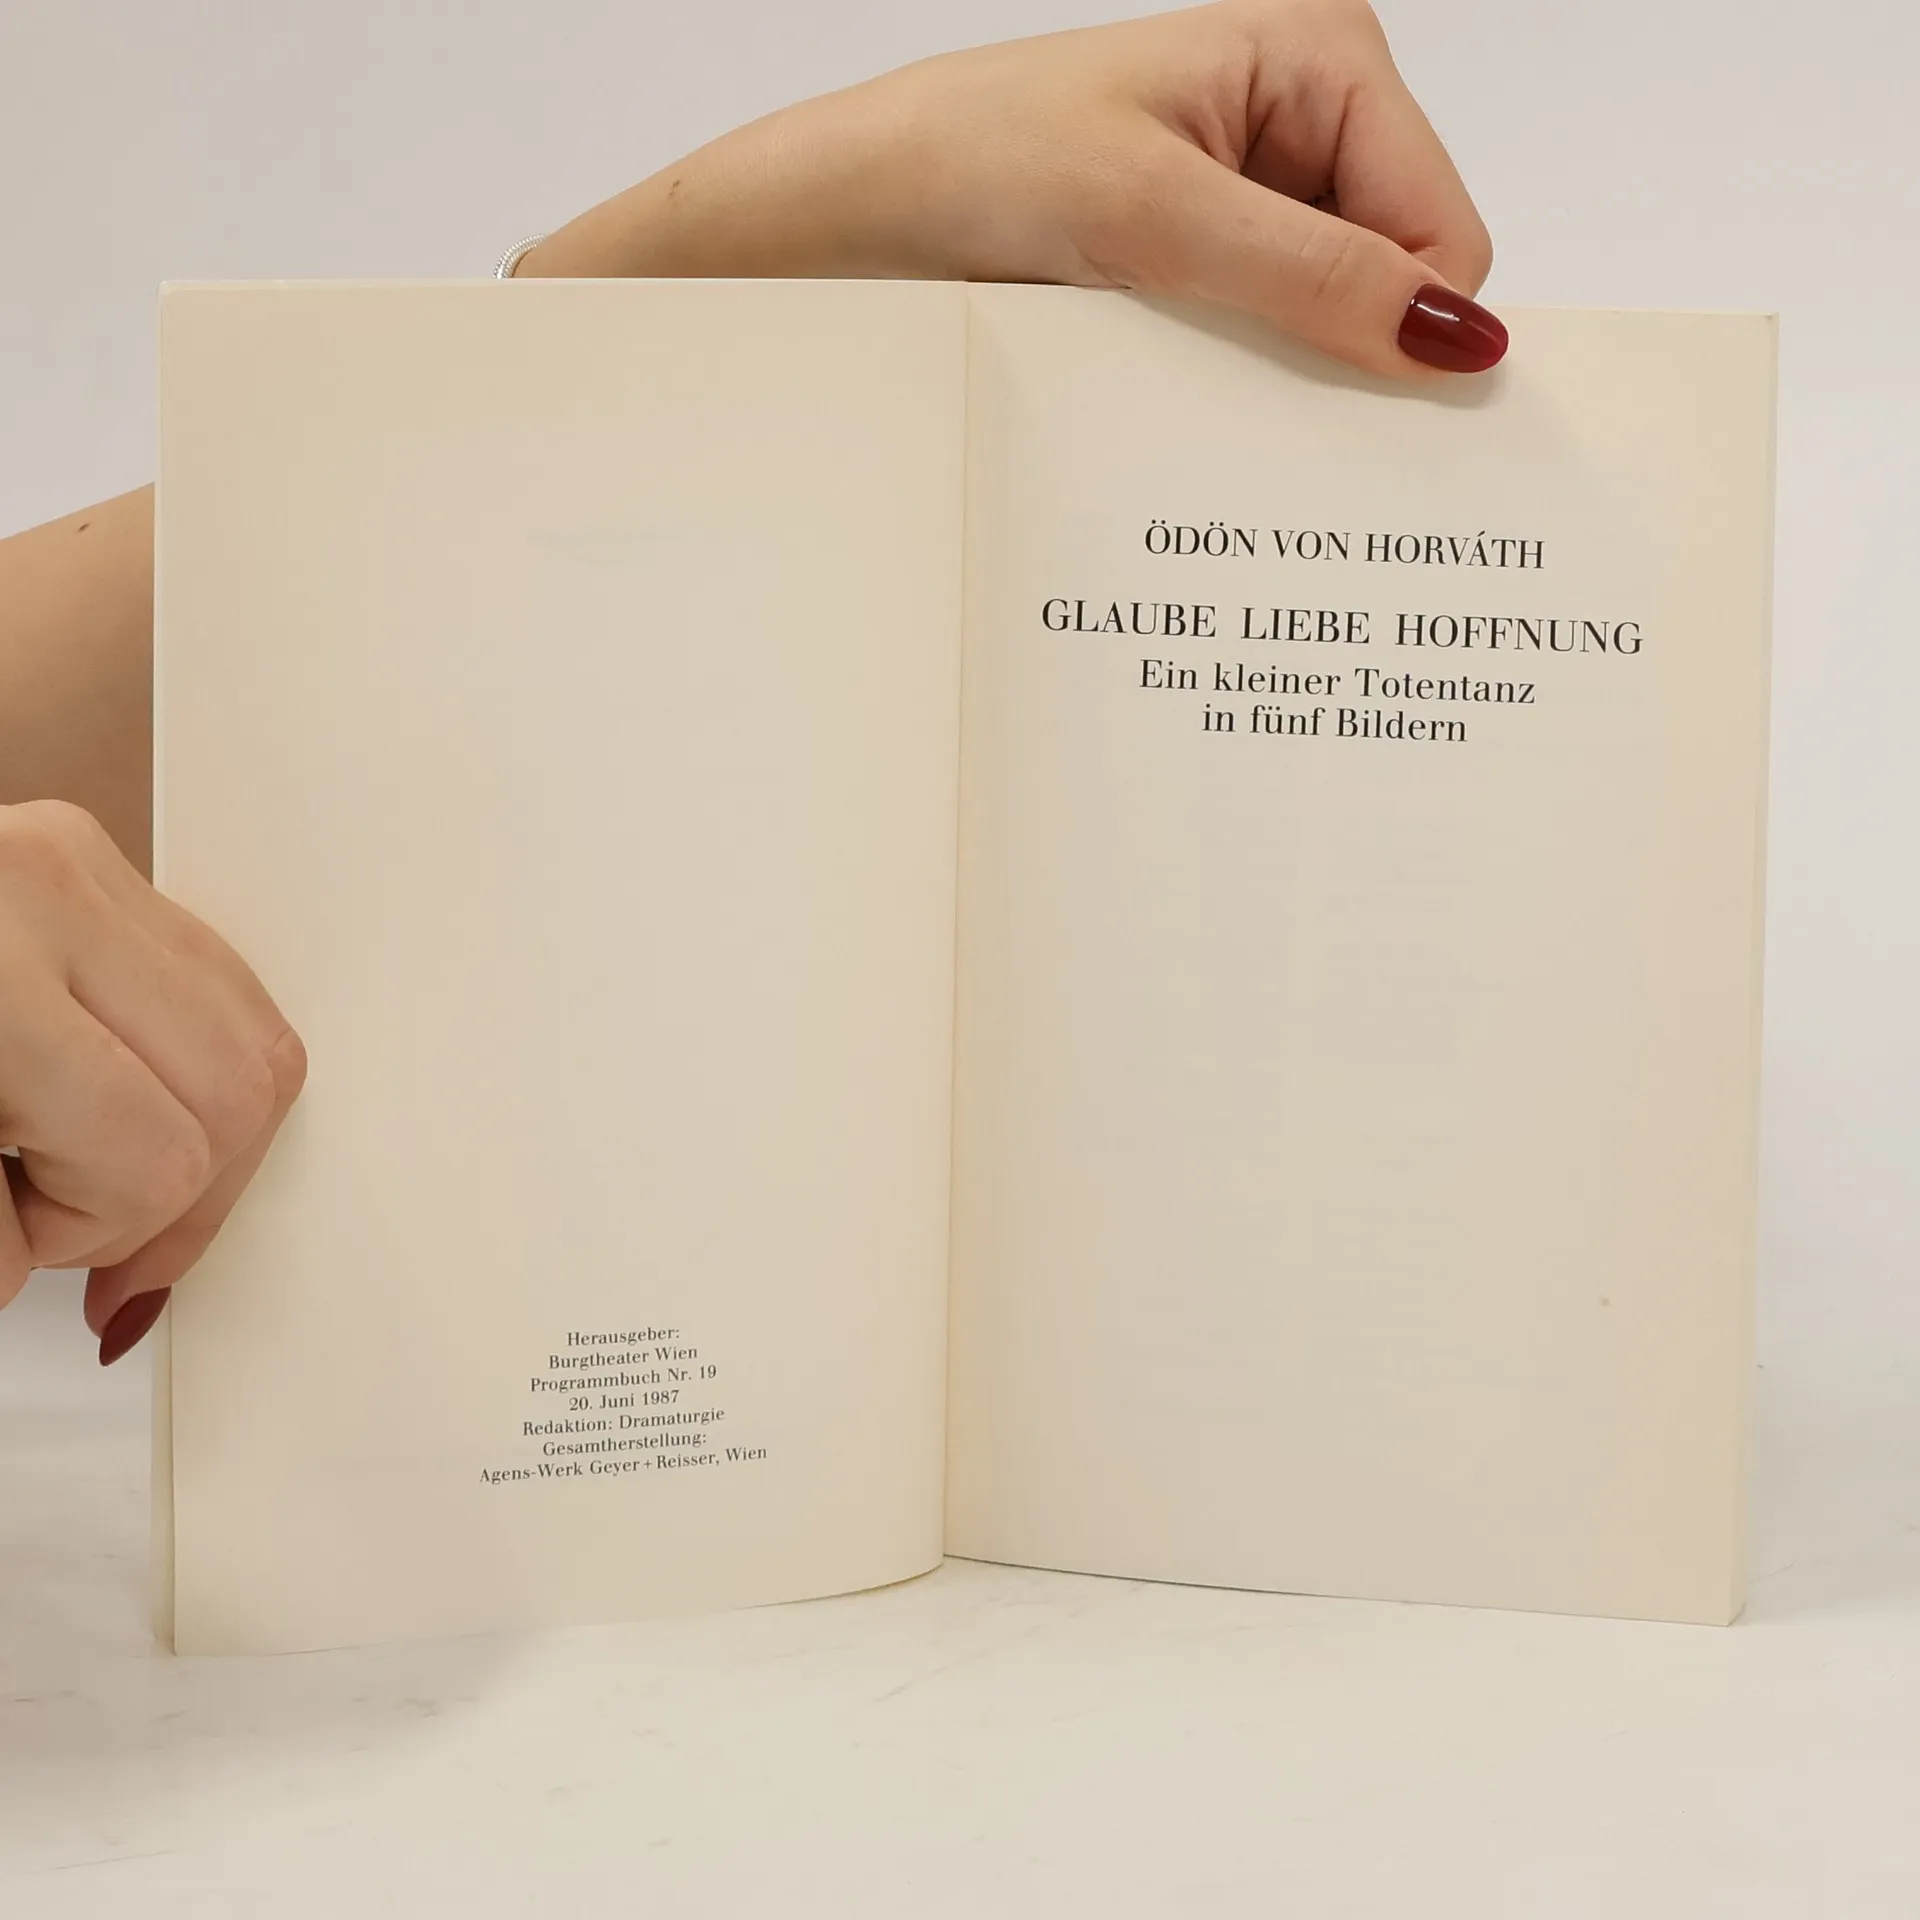 Herausgeber:
Burgtheater Wien
Programmbuch Nr. 19
20. Juni 1987
Redaktion: Dramaturgie
Gesamtherstellung:
Agens-Werk Geyer + Reisser, Wien
ÖDÖN VON HORVÁTH
GLAUBE LIEBE HOFFNUNG
Ein kleiner Totentanz
in fünf Bildern